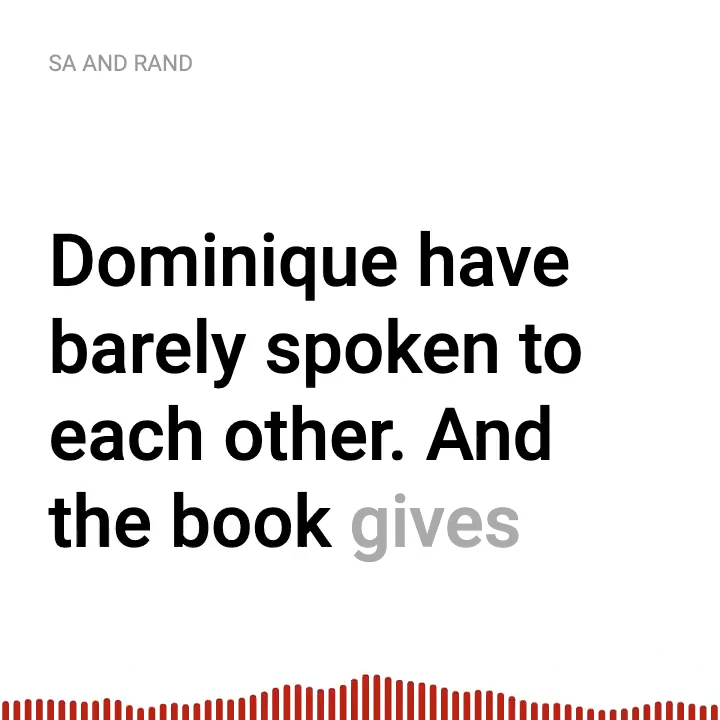 SA AND RAND
Dominique have
barely spoken to
each other. And
the book gives